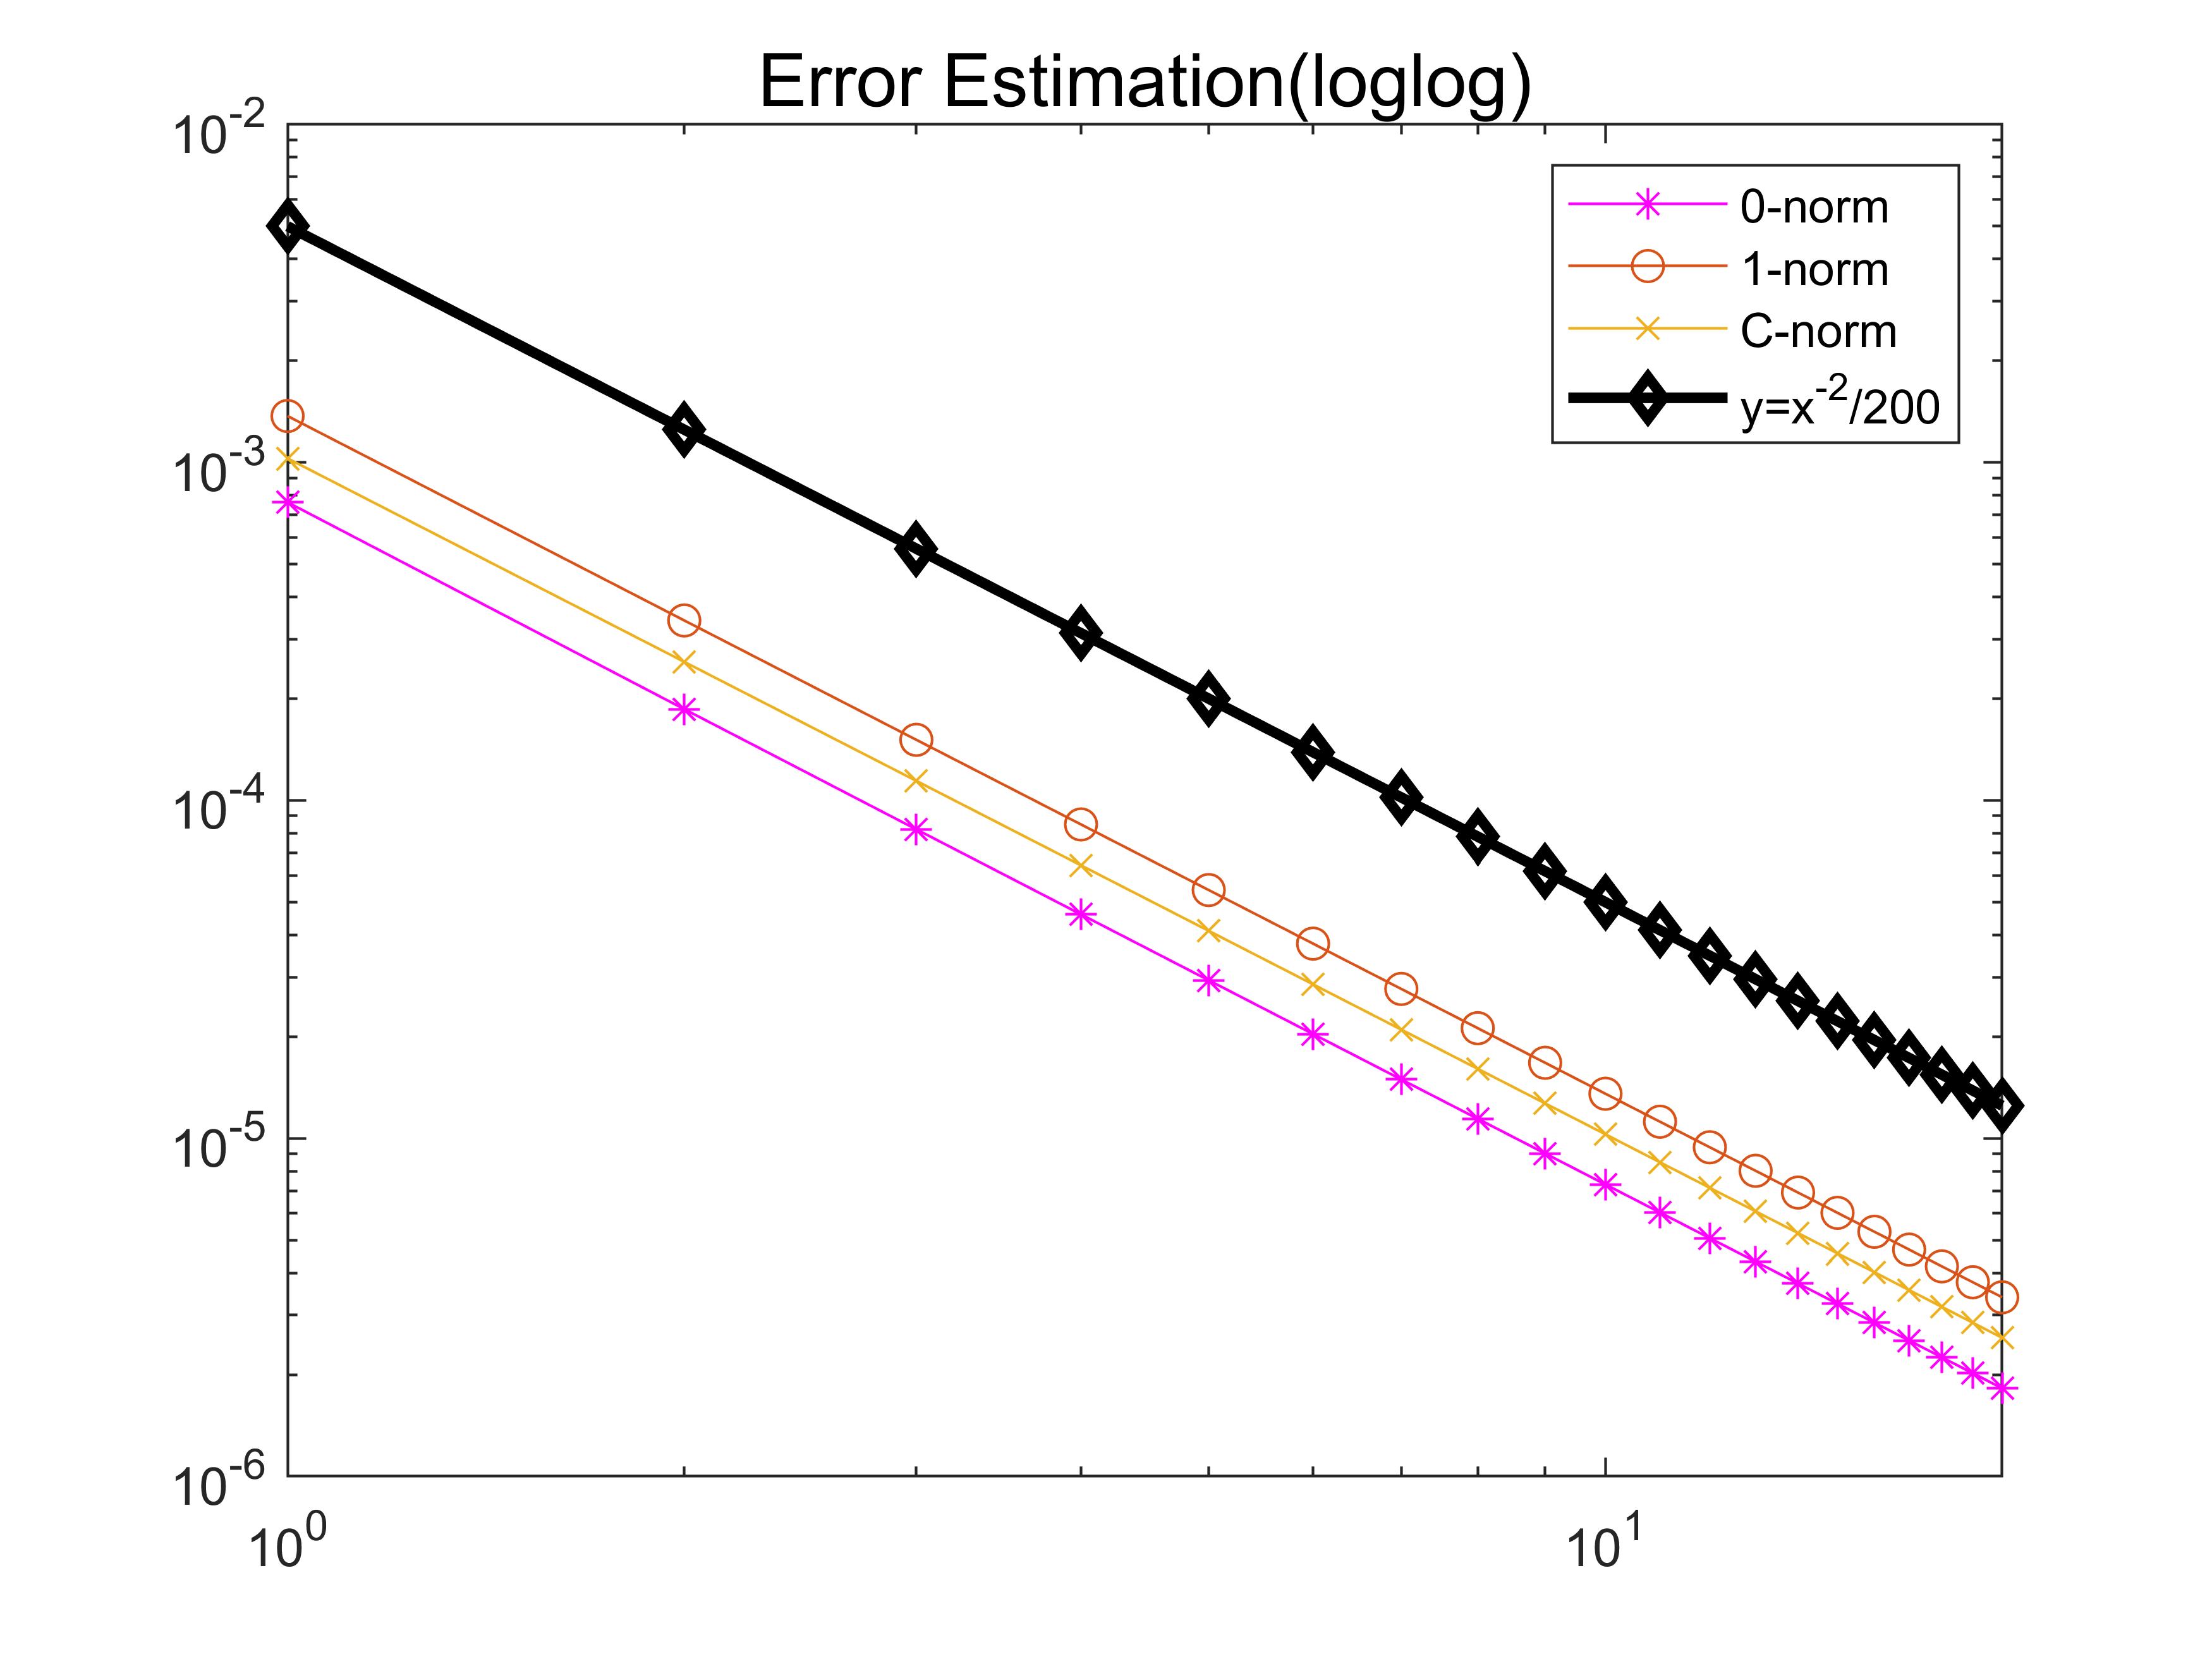 Error Estimation(loglog)
10^-2
10^-3
10^-4
10^-5
10^-6
10^0
10^1
0-norm
1-norm
C-norm
y=x^-2/200